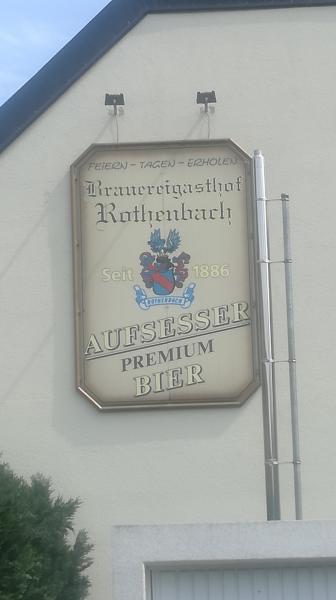 FEIERN - TAGEN - ERHOLEN
Brauereigasthof
Rothenbach
Seit 1886
ROTHENBACH
AUFSESSER
PREMIUM
BIER